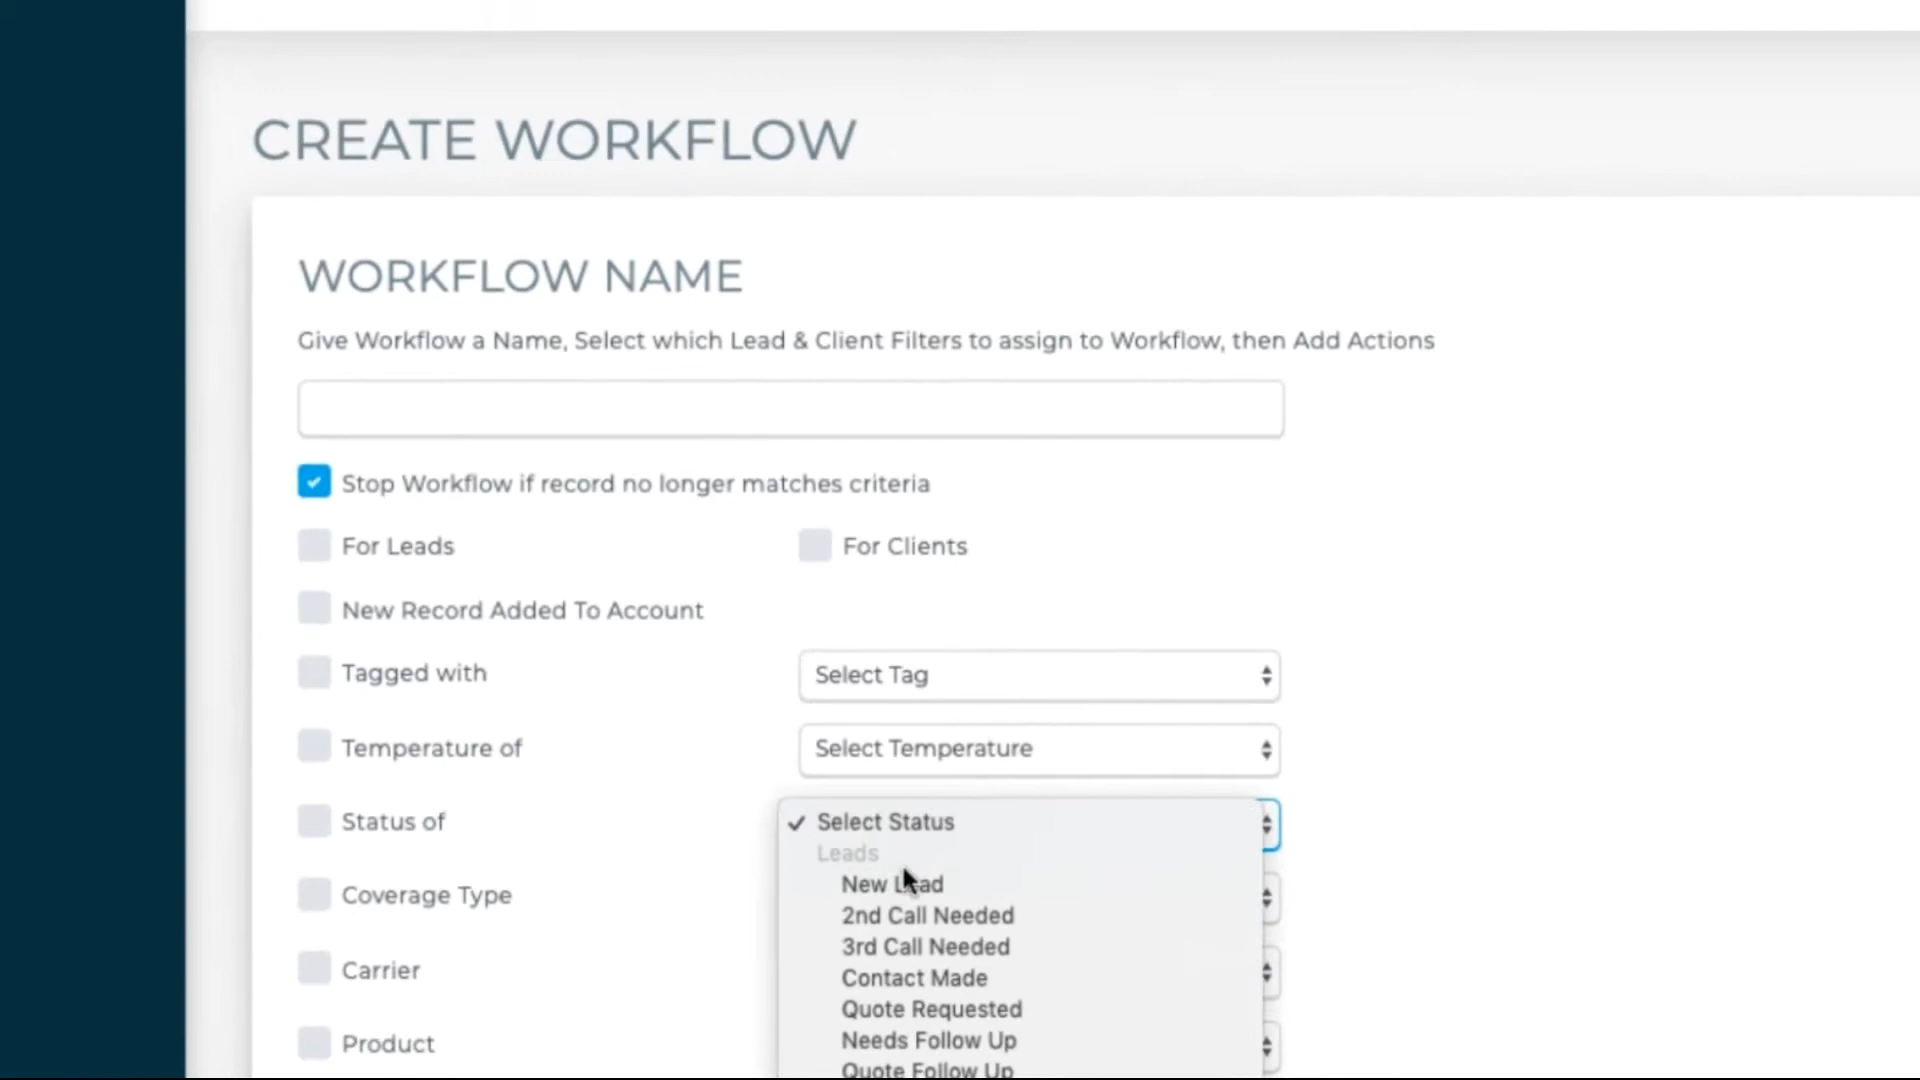 CREATE WORKFLOW
WORKFLOW NAME
Give Workflow a Name, Select which Lead & Client Filters to assign to Workflow, then Add Actions
Stop Workflow if record no longer matches criteria
For Leads For Clients
New Record Added To Account
Tagged with Select Tag
Temperature of Select Temperature
Status of Select Status
Leads
New Lead
2nd Call Needed
Coverage Type
3rd Call Needed
Carrier Contact Made
Quote Requested
Product Needs Follow Up
Quote Follow Up